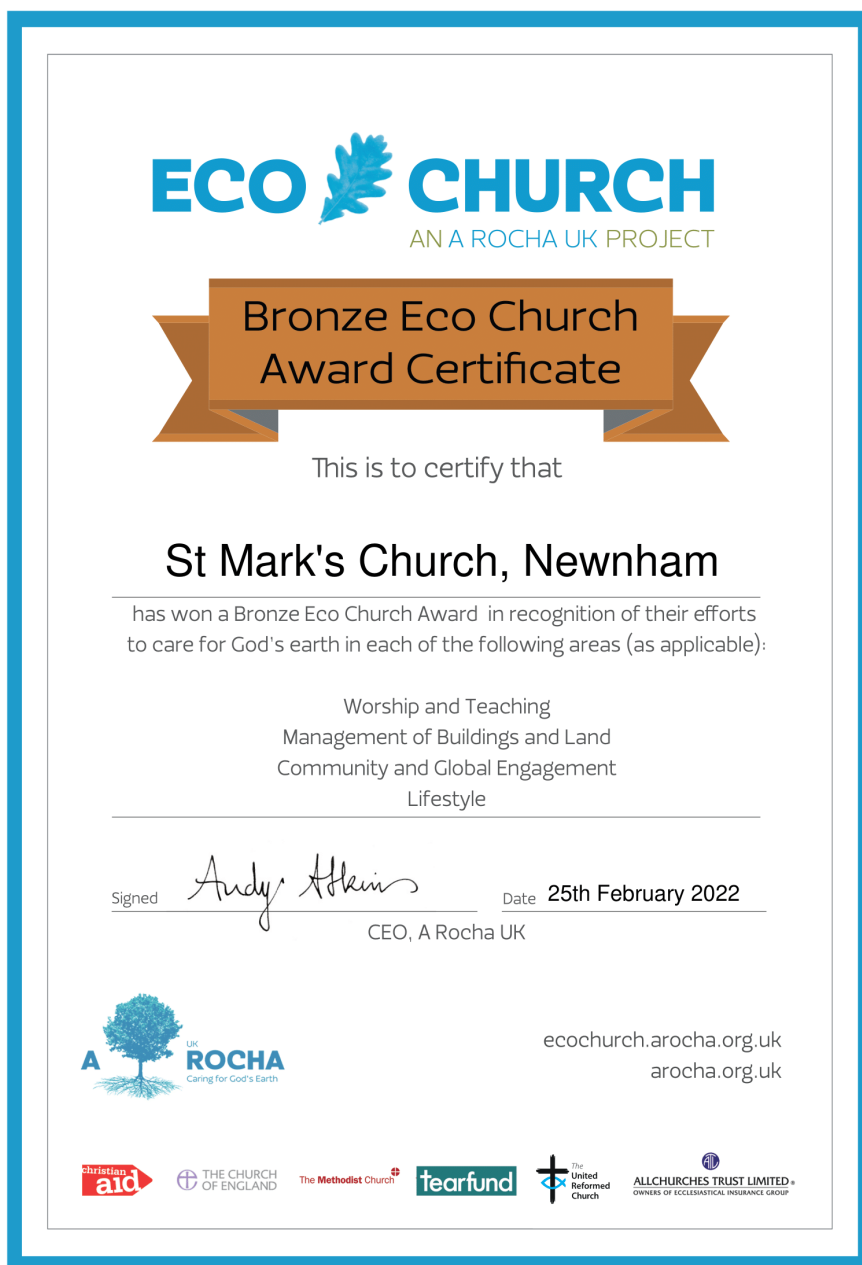 ECO CHURCH
AN A ROCHA UK PROJECT
Bronze Eco Church
Award Certificate
This is to certify that
St Mark's Church, Newnham
has won a Bronze Eco Church Award in recognition of their efforts
to care for God's earth in each of the following areas (as applicable):
Worship and Teaching
Management of Buildings and Land
Community and Global Engagement
Lifestyle
Signed Andy Atkins
Date 25th February 2022
CEO, A Rocha UK
A ROCHA UK
Caring for God's Earth
ecochurch.arocha.org.uk
arocha.org.uk
christian aid
THE CHURCH
OF ENGLAND
The Methodist Church
tearfund
The
United
Reformed
Church
ATL
ALLCHURCHES TRUST LIMITED®
OWNERS OF ECCLESIASTICAL INSURANCE GROUP